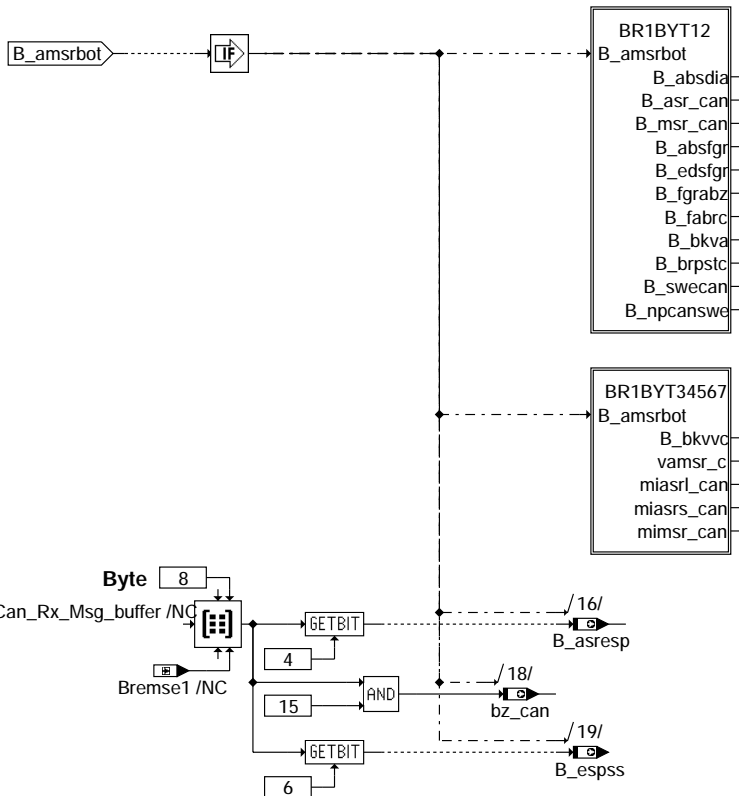 B_amsrbot
IF
BR1BYT12
B_amsrbot
B_absdia
B_asr_can
B_msr_can
B_absfgr
B_edsfgr
B_fgrabz
B_fabrc
B_bkva
B_brpstc
B_swecan
B_npcanswe
BR1BYT34567
B_amsrbot
B_bkvvc
vamsr_c
miasrl_can
miasrs_can
mimsr_can
Byte 8
Can_Rx_Msg_buffer /NC
Bremse1 /NC
GETBIT
4
/16/
B_asresp
AND
15
/18/
bz_can
GETBIT
6
/19/
B_espss